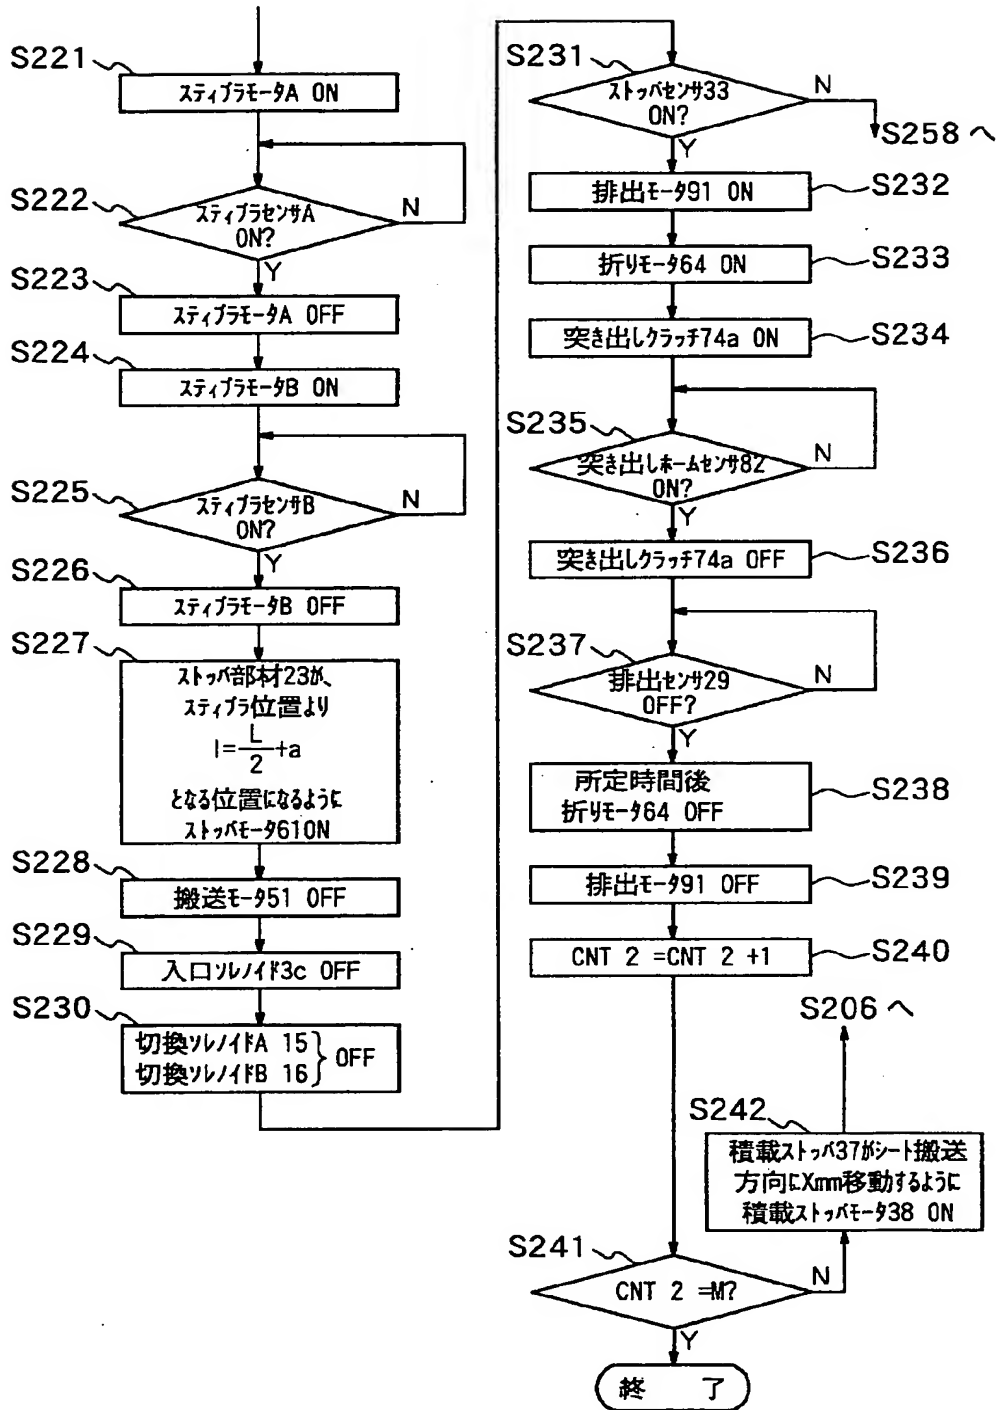 S221
ｽﾃｨﾌﾟﾗﾓｰﾀA ON
S222
ｽﾃｨﾌﾟﾗｾﾝｻA
ON?
N
Y
S223
ｽﾃｨﾌﾟﾗﾓｰﾀA OFF
S224
ｽﾃｨﾌﾟﾗﾓｰﾀB ON
S225
ｽﾃｨﾌﾟﾗｾﾝｻB
ON?
N
Y
S226
ｽﾃｨﾌﾟﾗﾓｰﾀB OFF
S227
ｽﾄｯﾊﾟ部材23が、
ｽﾃｨﾌﾟﾗ位置より
l=L/2+a
となる位置になるように
ｽﾄｯﾊﾟﾓｰﾀ61ON
S228
搬送ﾓｰﾀ51 OFF
S229
入口ｿﾚﾉｲﾄﾞ3c OFF
S230
切換ｿﾚﾉｲﾄﾞA 15
切換ｿﾚﾉｲﾄﾞB 16
} OFF
S231
ｽﾄｯﾊﾟｾﾝｻ33
ON?
N
S258 へ
Y
排出ﾓｰﾀ91 ON
S232
折りﾓｰﾀ64 ON
S233
突き出しｸﾗｯﾁ74a ON
S234
S235
突き出しﾎｰﾑｾﾝｻ82
ON?
N
Y
突き出しｸﾗｯﾁ74a OFF
S236
S237
排出ｾﾝｻ29
OFF?
N
Y
所定時間後
折りﾓｰﾀ64 OFF
S238
排出ﾓｰﾀ91 OFF
S239
CNT 2 =CNT 2 +1
S240
S206 へ
S242
積載ｽﾄｯﾊﾟ37がｼｰﾄ搬送
方向にXmm移動するように
積載ｽﾄｯﾊﾟﾓｰﾀ38 ON
S241
CNT 2 =M?
N
Y
終 了